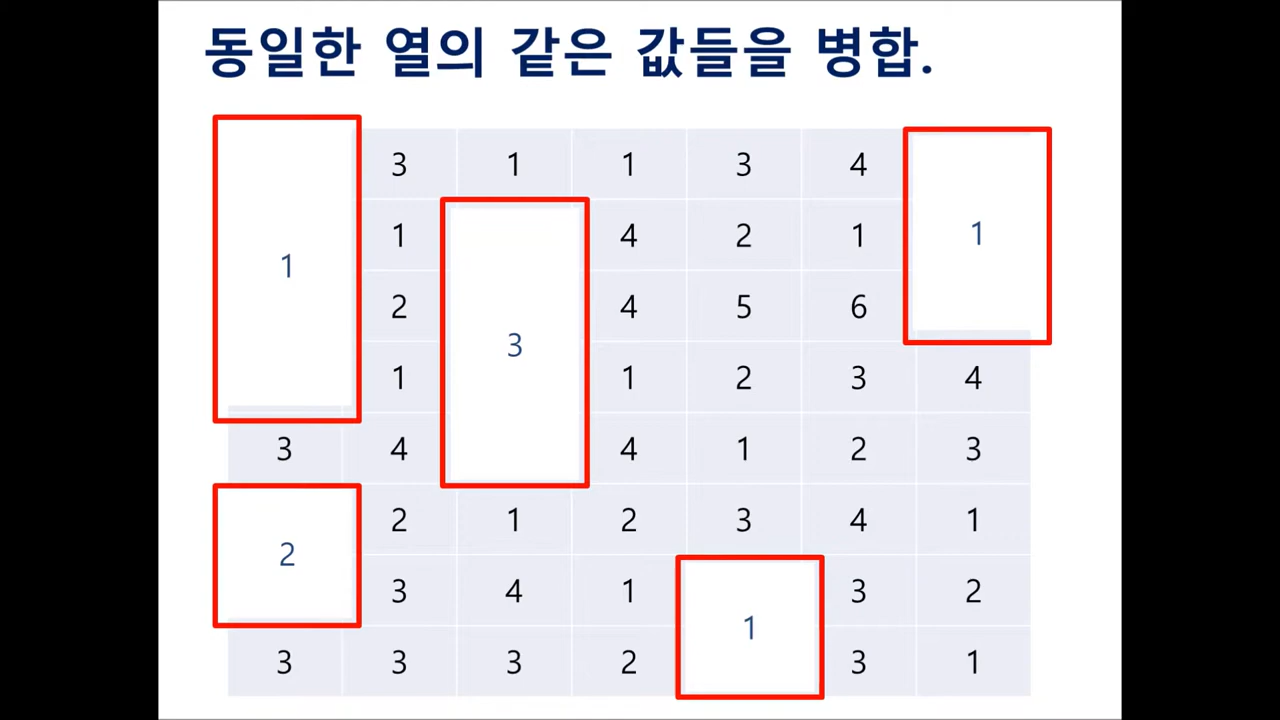 동일한 열의 같은 값들을 병합.
3 1 1 3 4
1 4 2 1 1
1 2 4 5 6
3
1 1 2 3 4
3 4 4 1 2 3
2 1 2 3 4 1
2
3 4 1 3 2
1
3 3 3 2 3 1